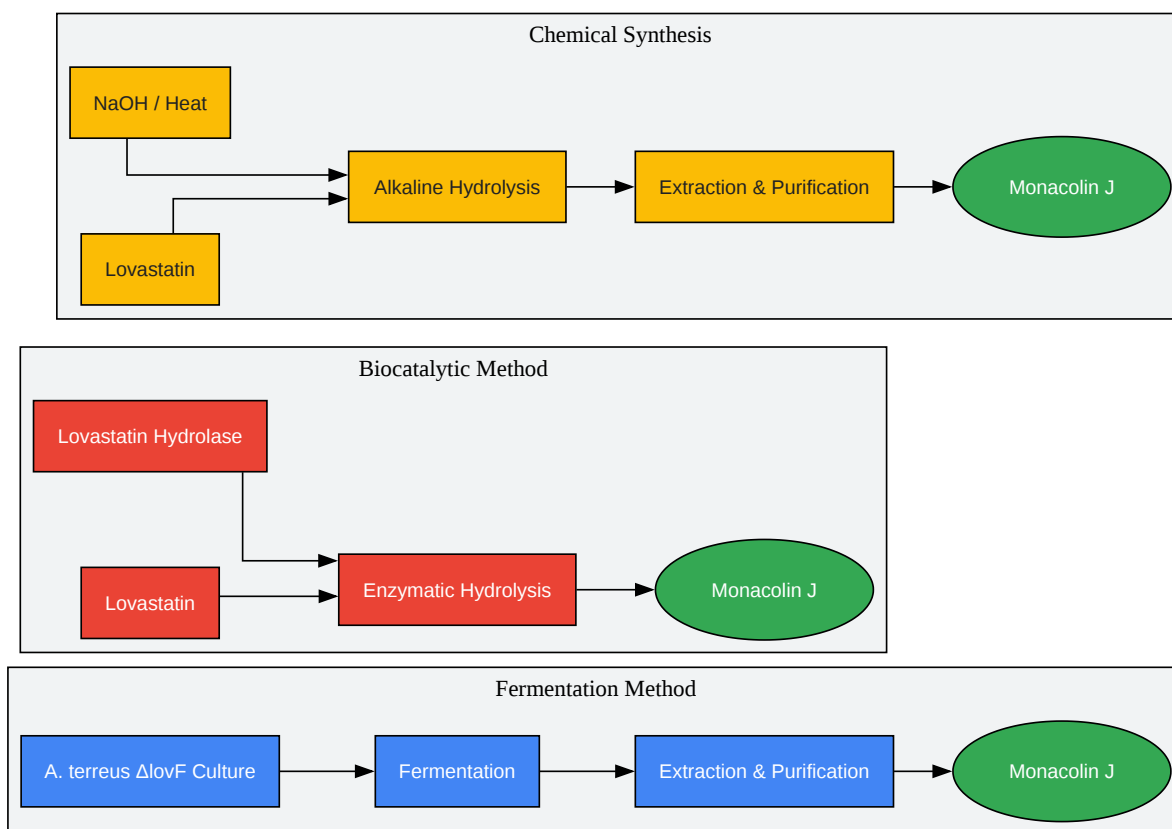 Chemical Synthesis
NaOH / Heat
Alkaline Hydrolysis
Extraction & Purification
Monacolin J
Lovastatin
Biocatalytic Method
Lovastatin Hydrolase
Lovastatin
Enzymatic Hydrolysis
Monacolin J
Fermentation Method
A. terreus ΔlovF Culture
Fermentation
Extraction & Purification
Monacolin J